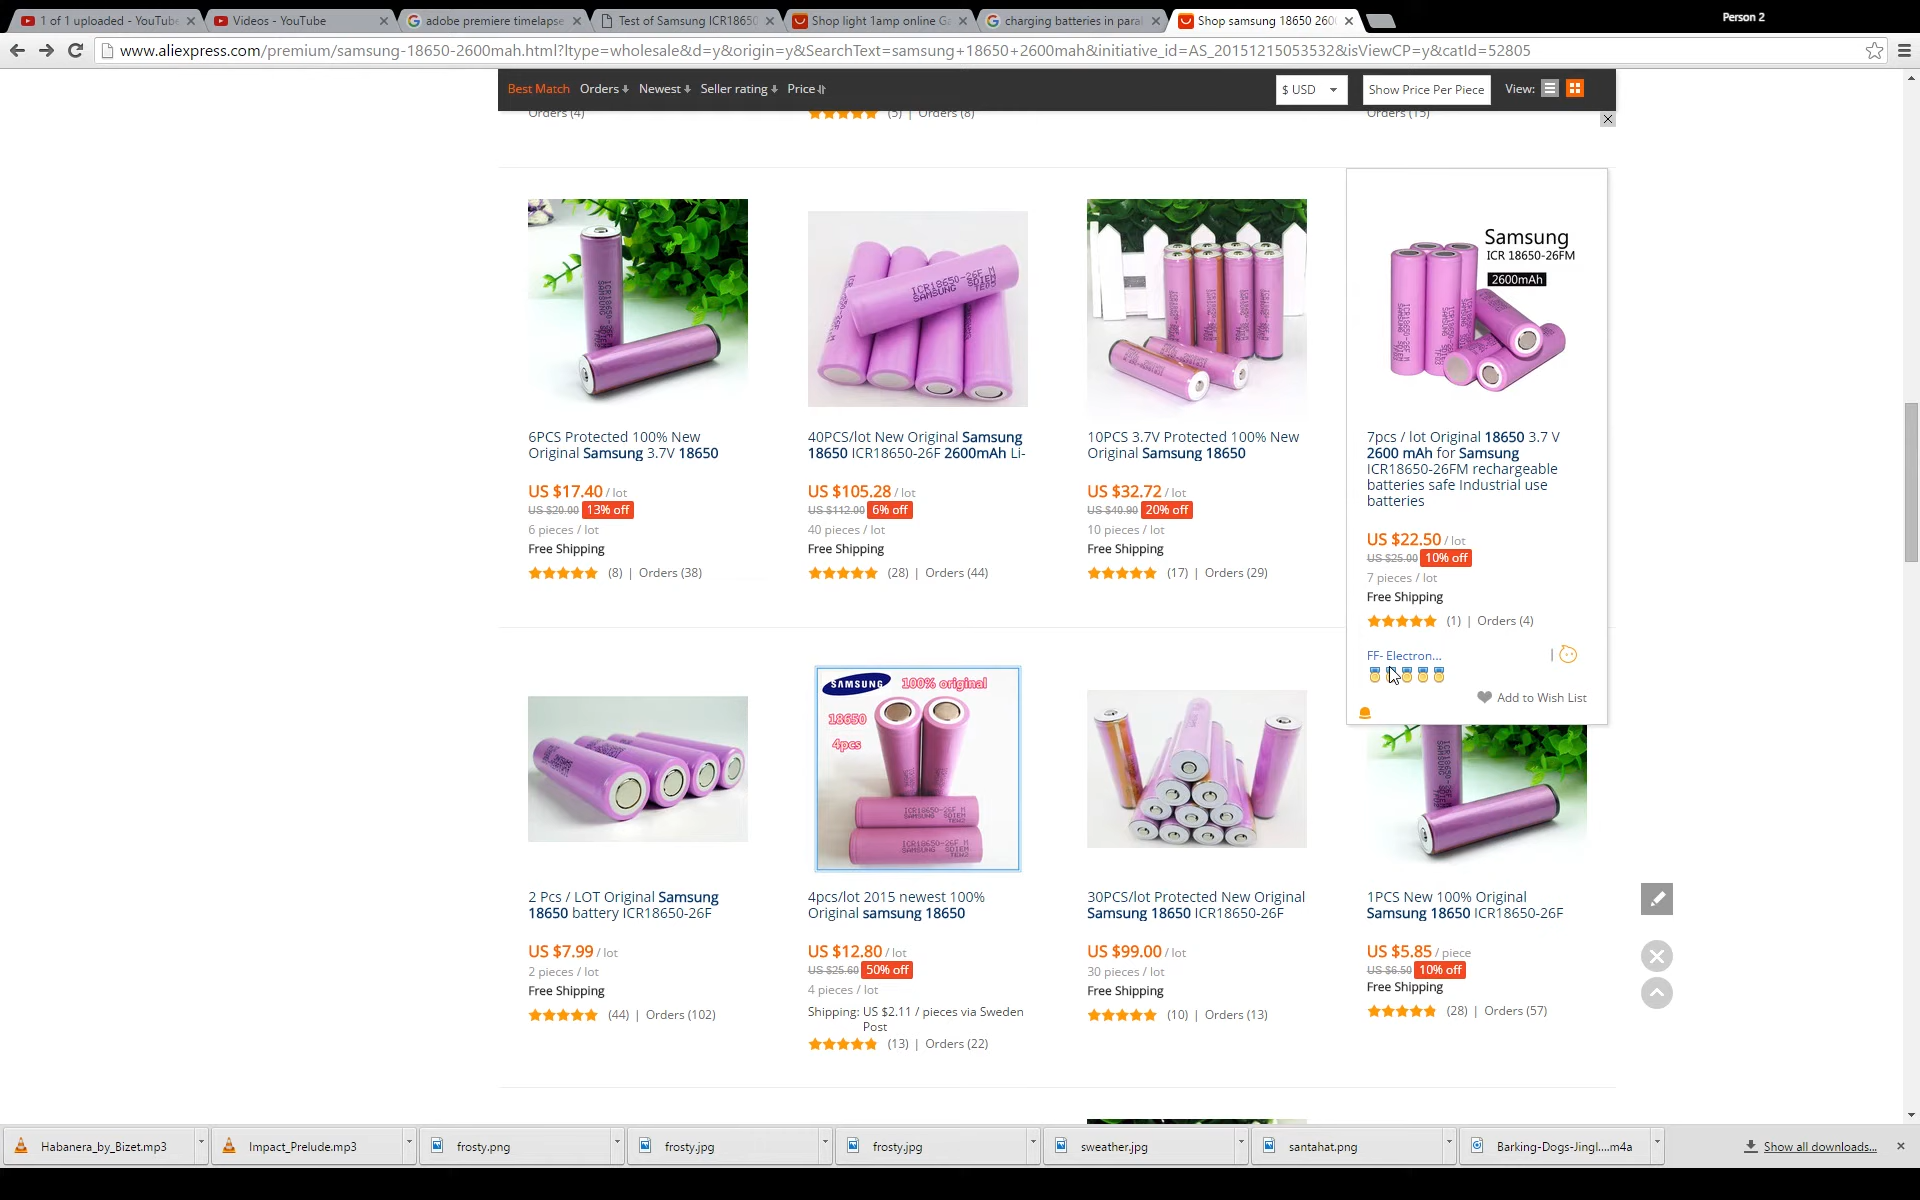 1 of 1 uploaded - YouTube
Videos - YouTube
adobe premiere timelapse
Test of Samsung ICR18650
Shop light 1amp online Ga
charging batteries in paral
Shop samsung 18650 260
Person 2
www.aliexpress.com/premium/samsung-18650-2600mah.html?ltype=wholesale&d=y&origin=y&SearchText=samsung+18650+2600mah&initiative_id=AS_20151215053532&isViewCP=y&catId=52805
Best Match Orders Newest Seller rating Price $ USD Show Price Per Piece View:
Orders (4) (5) | Orders (8) Orders (15)
Samsung
ICR 18650-26FM
2600mAh
6PCS Protected 100% New
Original Samsung 3.7V 18650
US $17.40 / lot
US $20.00 13% off
6 pieces / lot
Free Shipping
(8) | Orders (38)
ICR18650-26F M
SAMSUNG SDIEM
40PCS/lot New Original Samsung
18650 ICR18650-26F 2600mAh Li-
US $105.28 / lot
US $112.00 6% off
40 pieces / lot
Free Shipping
(28) | Orders (44)
10PCS 3.7V Protected 100% New
Original Samsung 18650
US $32.72 / lot
US $40.90 20% off
10 pieces / lot
Free Shipping
(17) | Orders (29)
7pcs / lot Original 18650 3.7 V
2600 mAh for Samsung
ICR18650-26FM rechargeable
batteries safe Industrial use
batteries
US $22.50 / lot
US $25.00 10% off
7 pieces / lot
Free Shipping
(1) | Orders (4)
FF- Electron...
Add to Wish List
2 Pcs / LOT Original Samsung
18650 battery ICR18650-26F
US $7.99 / lot
2 pieces / lot
Free Shipping
(44) | Orders (102)
SAMSUNG 100% original
18650
4pcs
ICR18650-26F M
SAMSUNG SDIEM
TEW2
ICR18650-26F M
SAMSUNG SDIEM
TEW2
4pcs/lot 2015 newest 100%
Original samsung 18650
US $12.80 / lot
US $25.60 50% off
4 pieces / lot
Shipping: US $2.11 / pieces via Sweden
Post
(13) | Orders (22)
30PCS/lot Protected New Original
Samsung 18650 ICR18650-26F
US $99.00 / lot
30 pieces / lot
Free Shipping
(10) | Orders (13)
1PCS New 100% Original
Samsung 18650 ICR18650-26F
US $5.85 / piece
US $6.50 10% off
Free Shipping
(28) | Orders (57)
Habanera_by_Bizet.mp3
Impact_Prelude.mp3
frosty.png
frosty.jpg
frosty.jpg
sweather.jpg
santahat.png
Barking-Dogs-Jingl....m4a
Show all downloads...